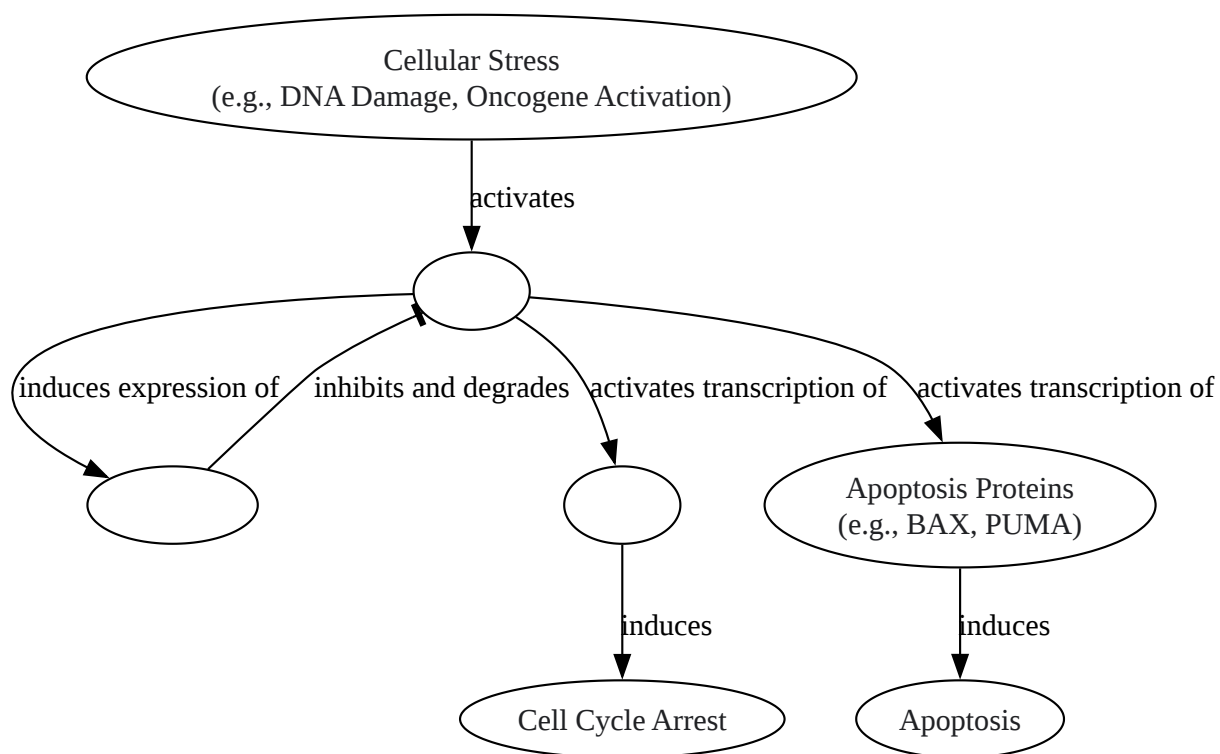 Cellular Stress
(e.g., DNA Damage, Oncogene Activation)
activates
induces expression of
inhibits and degrades
activates transcription of
activates transcription of
Apoptosis Proteins
(e.g., BAX, PUMA)
induces
induces
Cell Cycle Arrest
Apoptosis